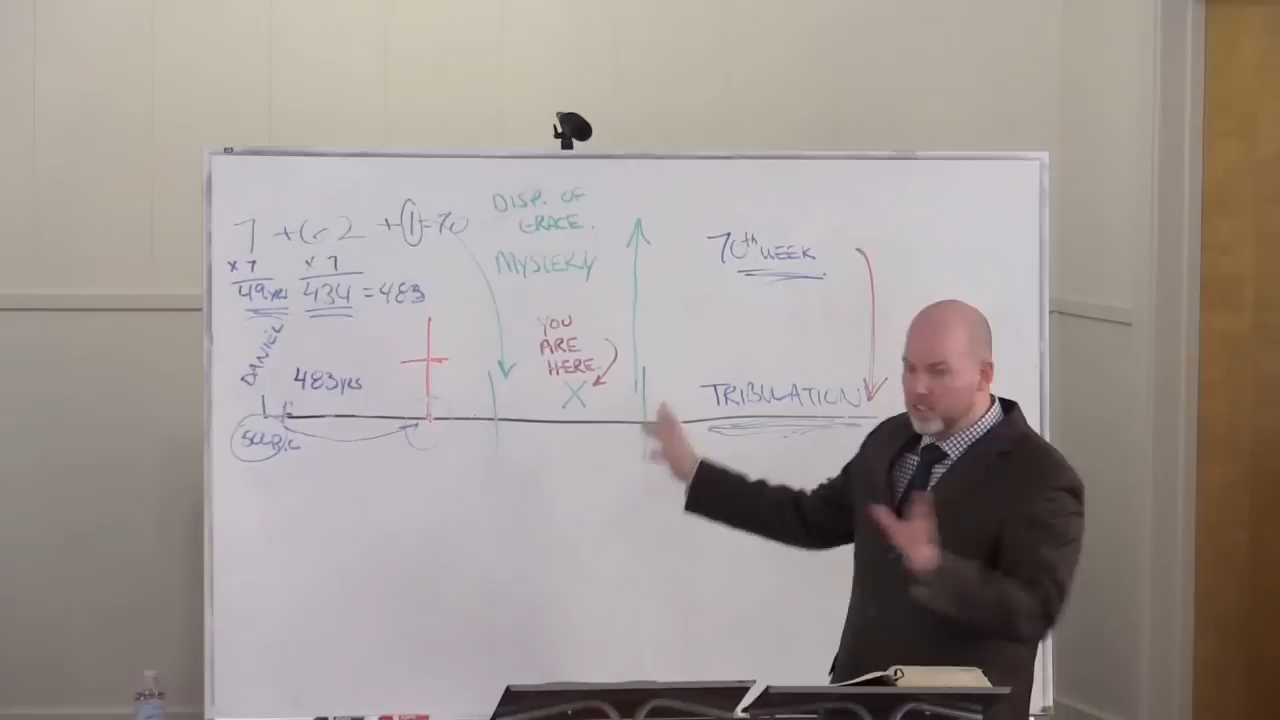 7 + 62 + 1 = 70
x 7 x 7
49yrs 434 = 483
DANIEL
483yrs
DISP. OF
GRACE.
MYSTERY
YOU
ARE
HERE.
X
70th WEEK
TRIBULATION